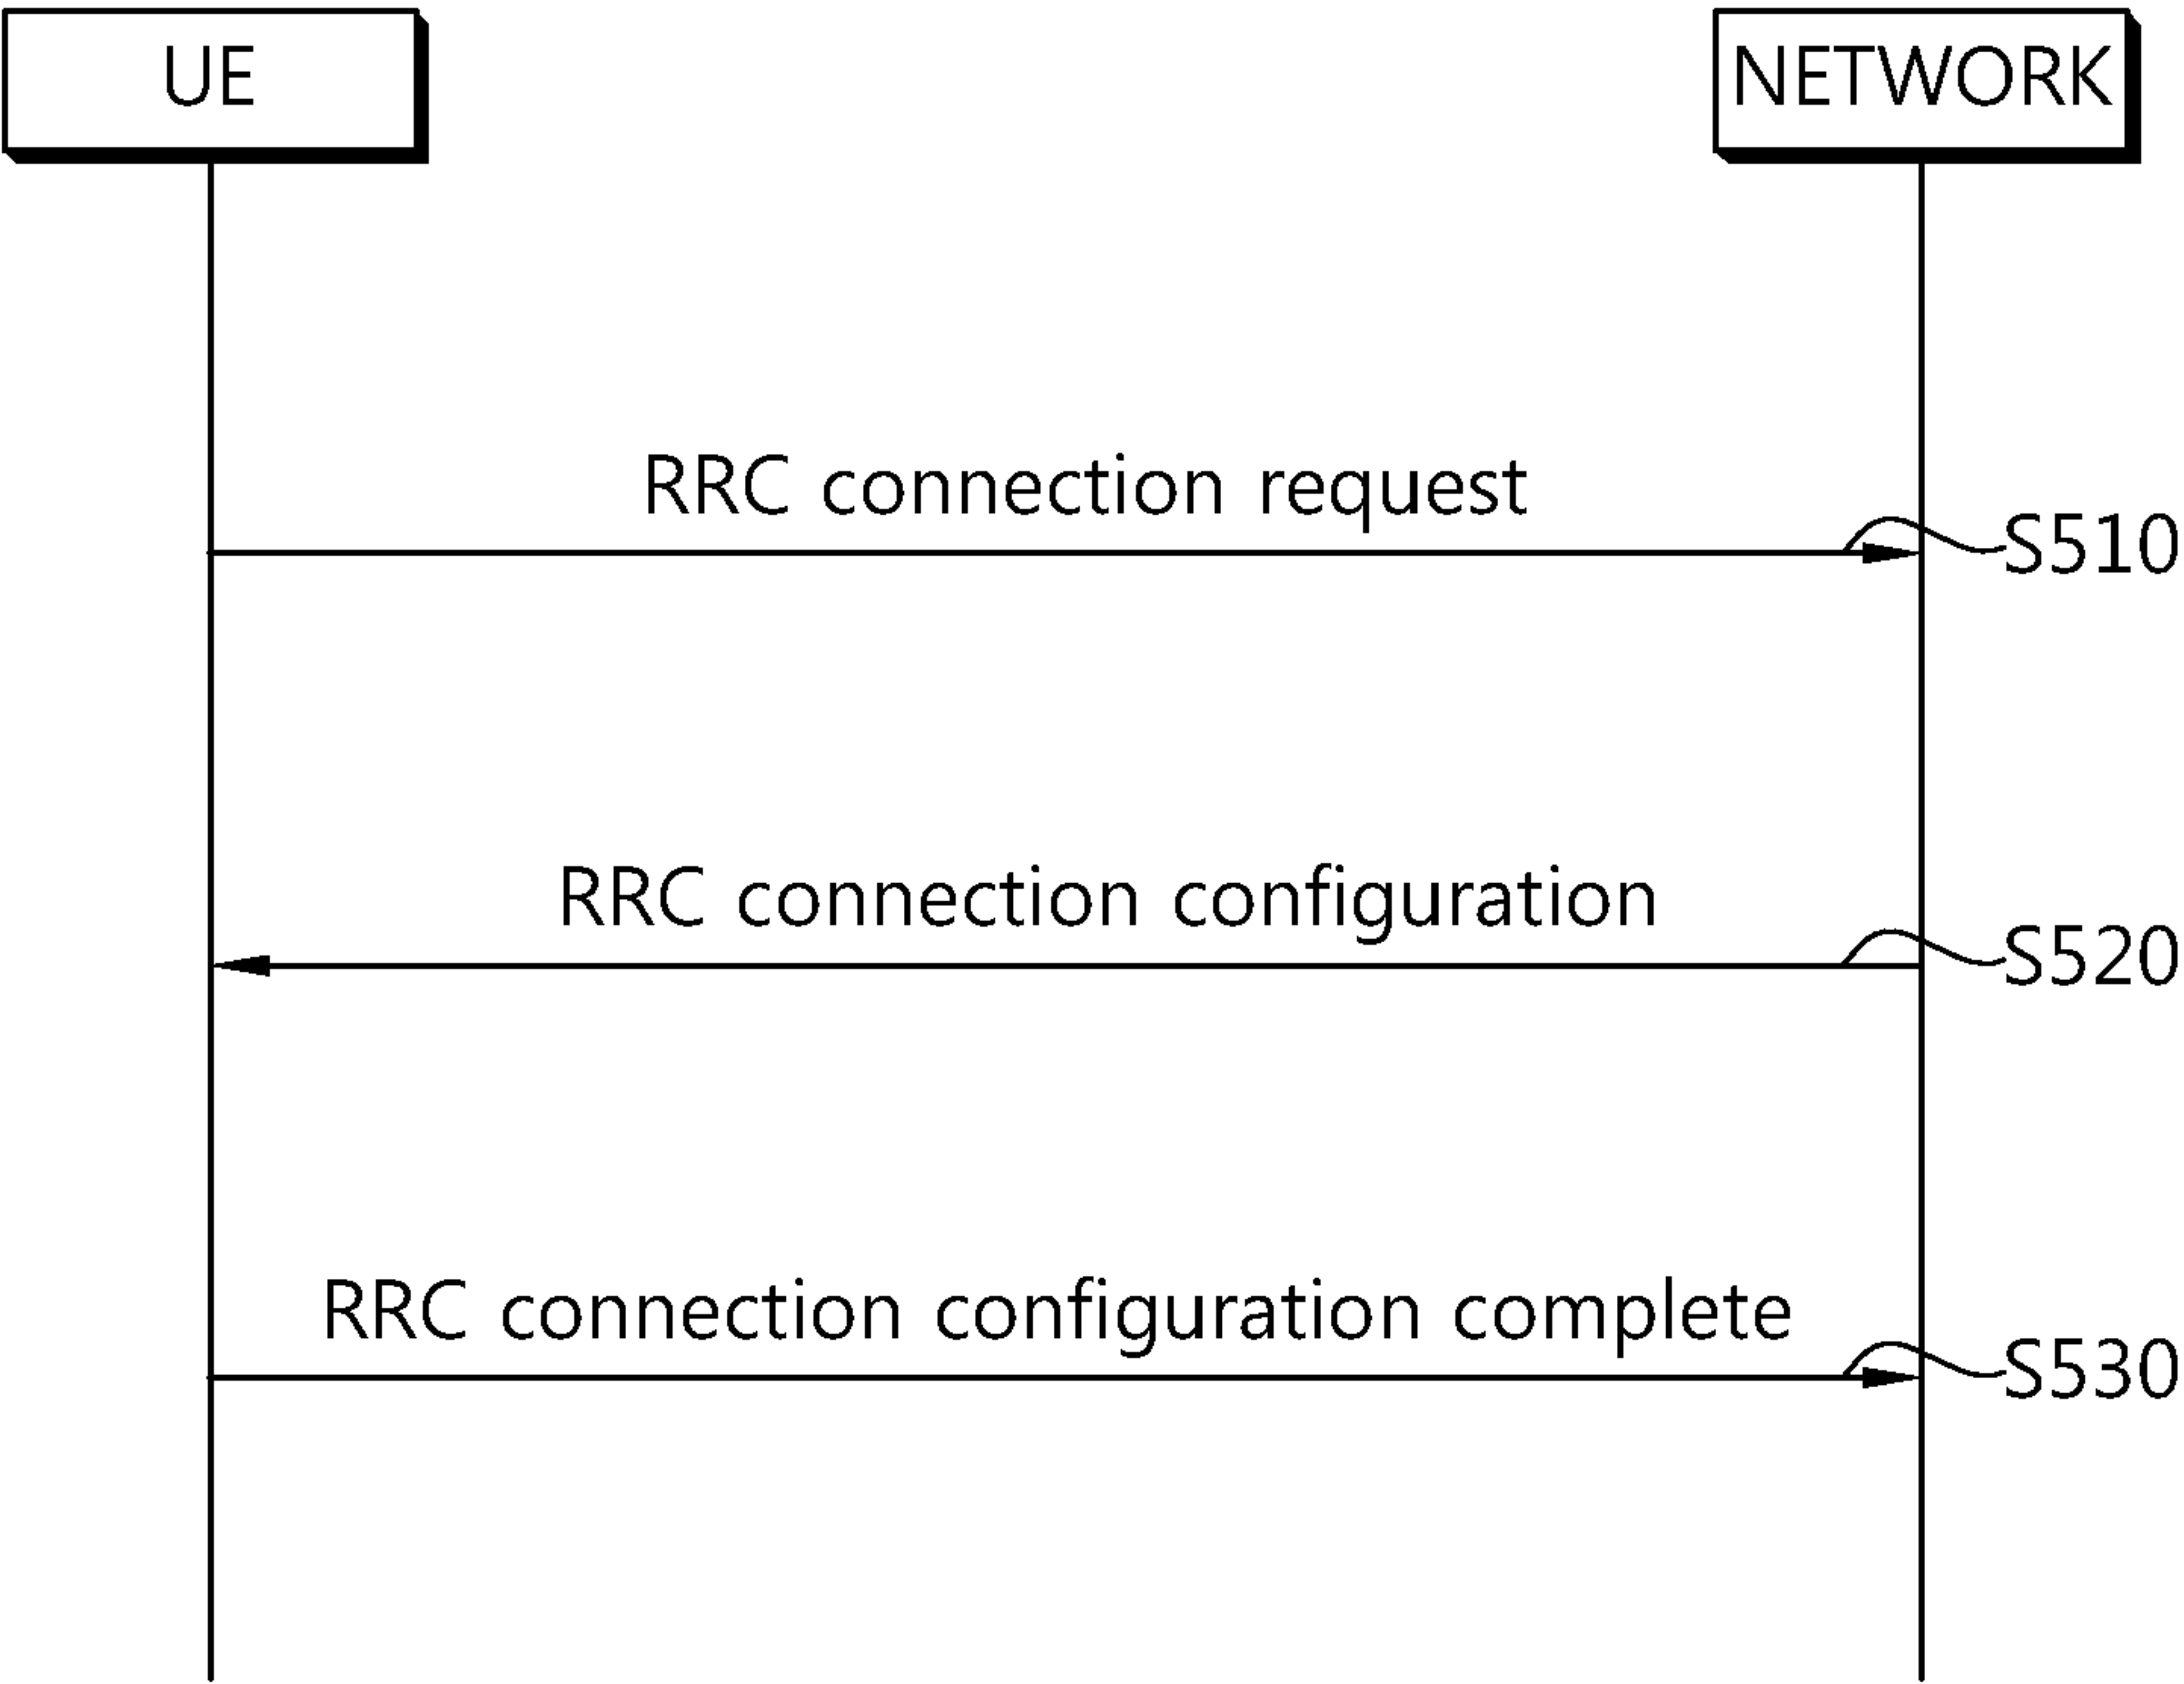 UE
NETWORK
RRC connection request
S510
RRC connection configuration
S520
RRC connection configuration complete
S530